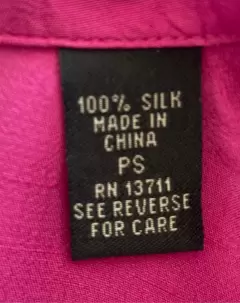 100% SILK
MADE IN
CHINA
PS
RN 13711
SEE REVERSE
FOR CARE